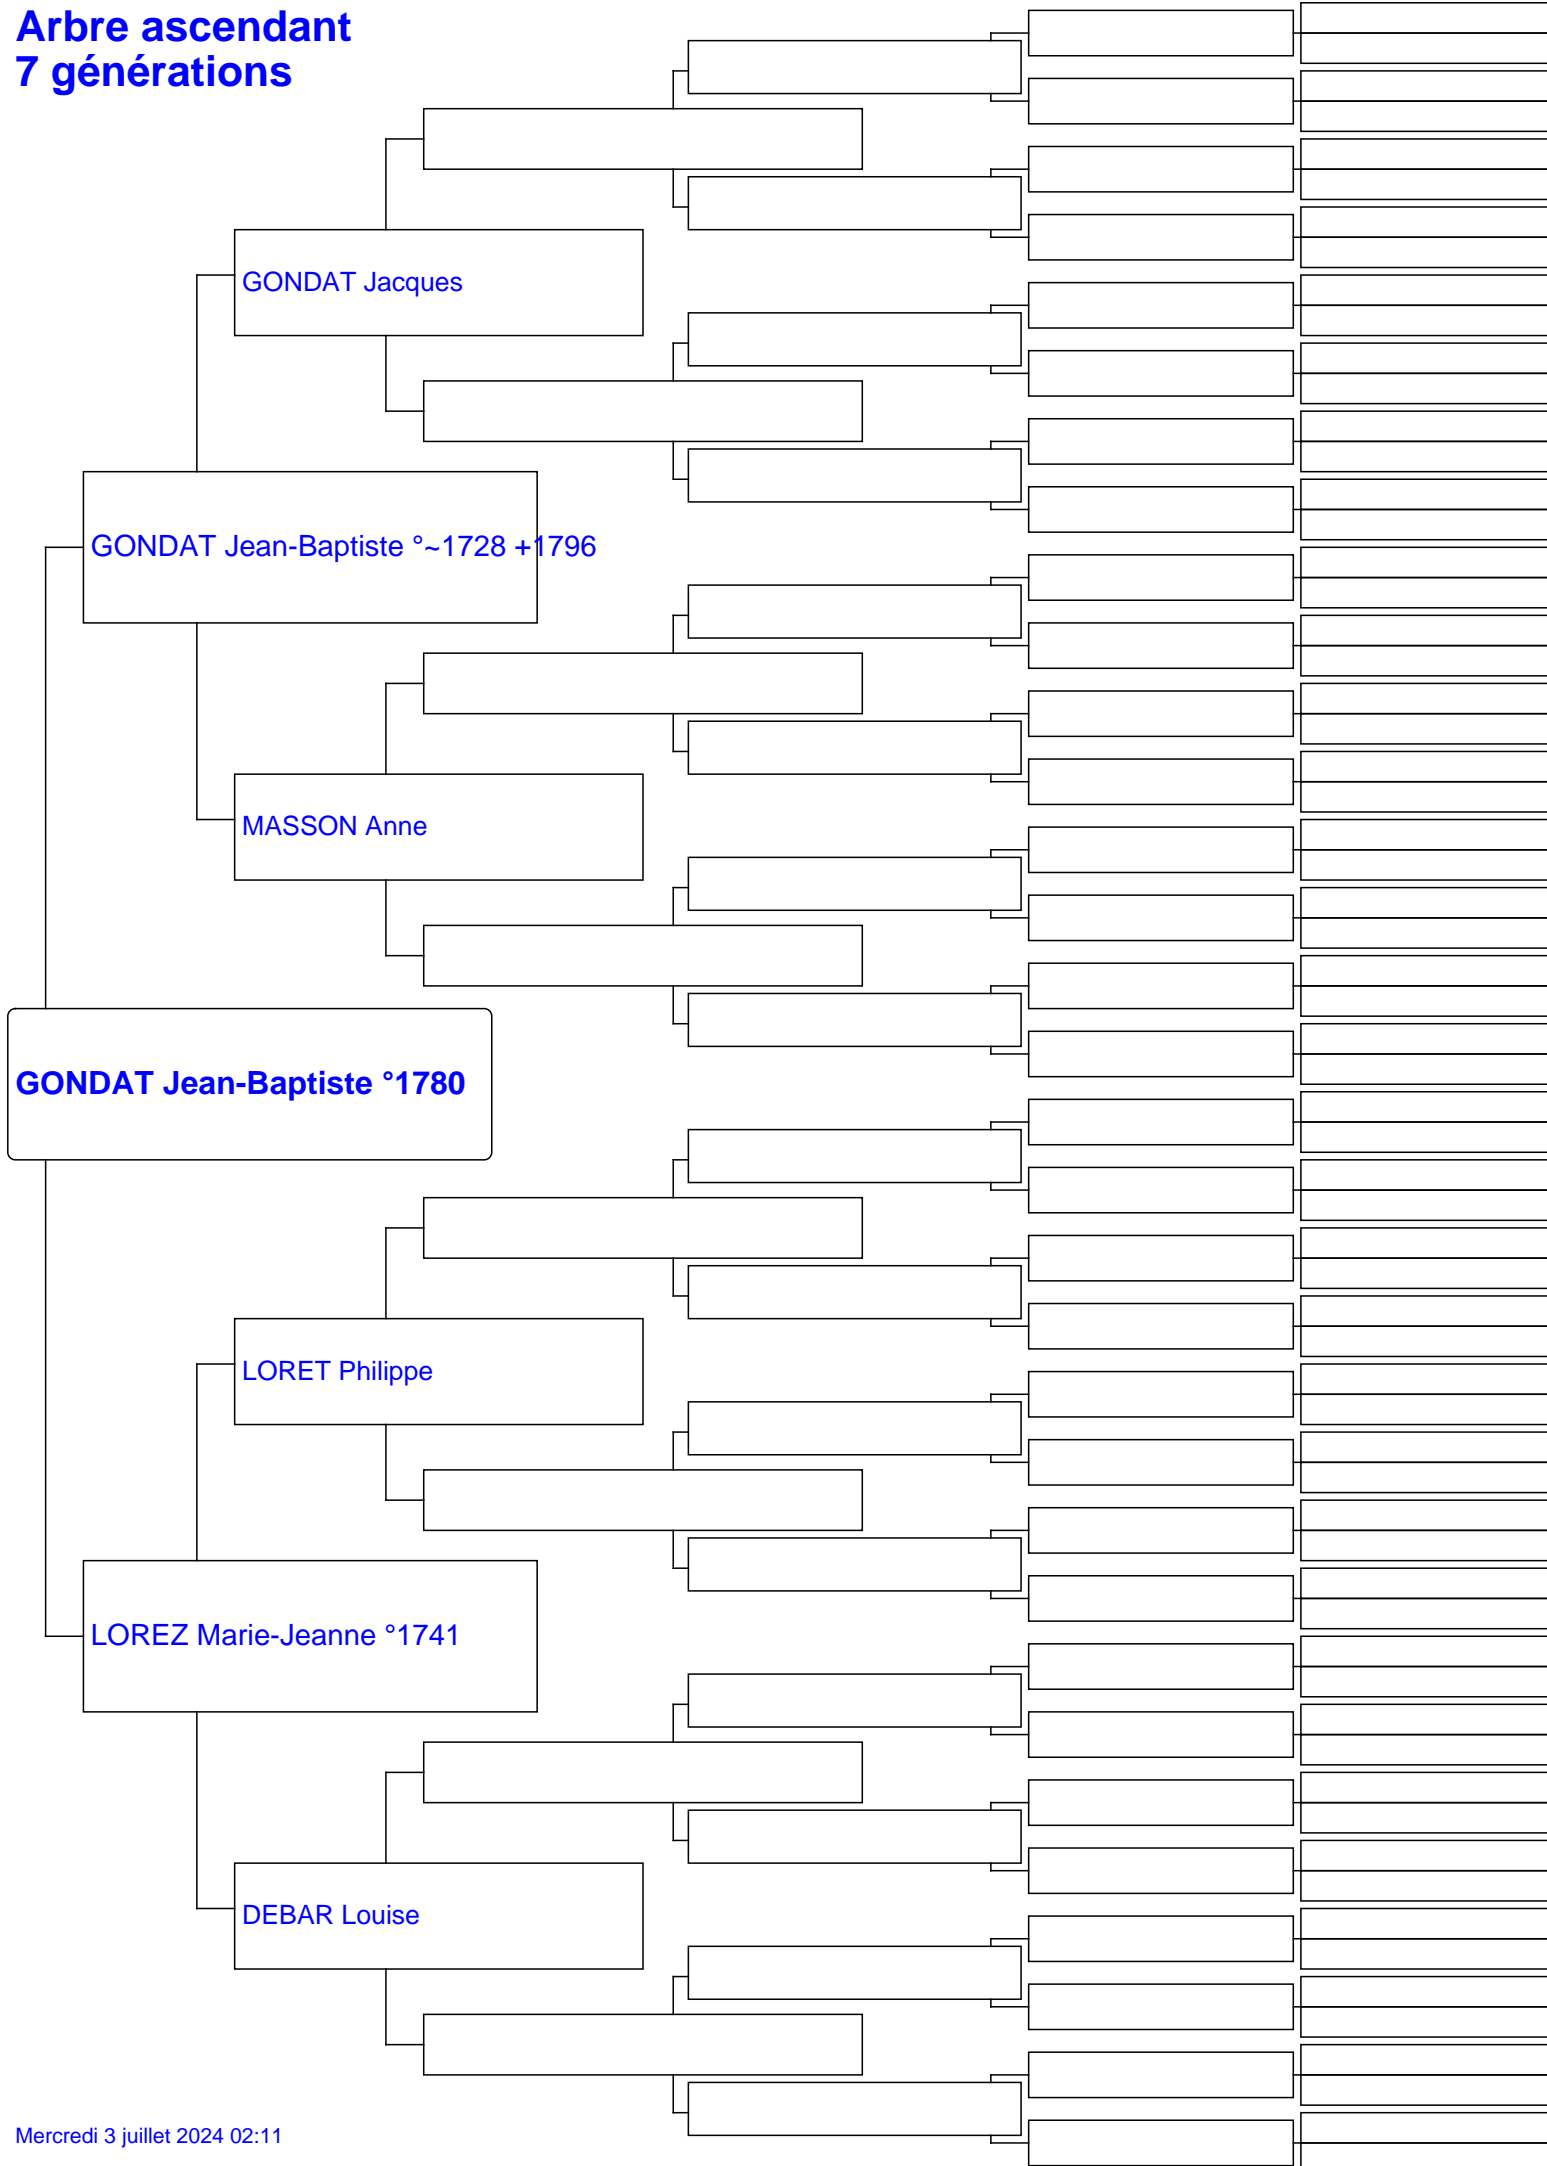 Arbre ascendant
7 générations
GONDAT Jacques
GONDAT Jean-Baptiste °~1728 +1796
MASSON Anne
GONDAT Jean-Baptiste °1780
LORET Philippe
LOREZ Marie-Jeanne °1741
DEBAR Louise
Mercredi 3 juillet 2024 02:11